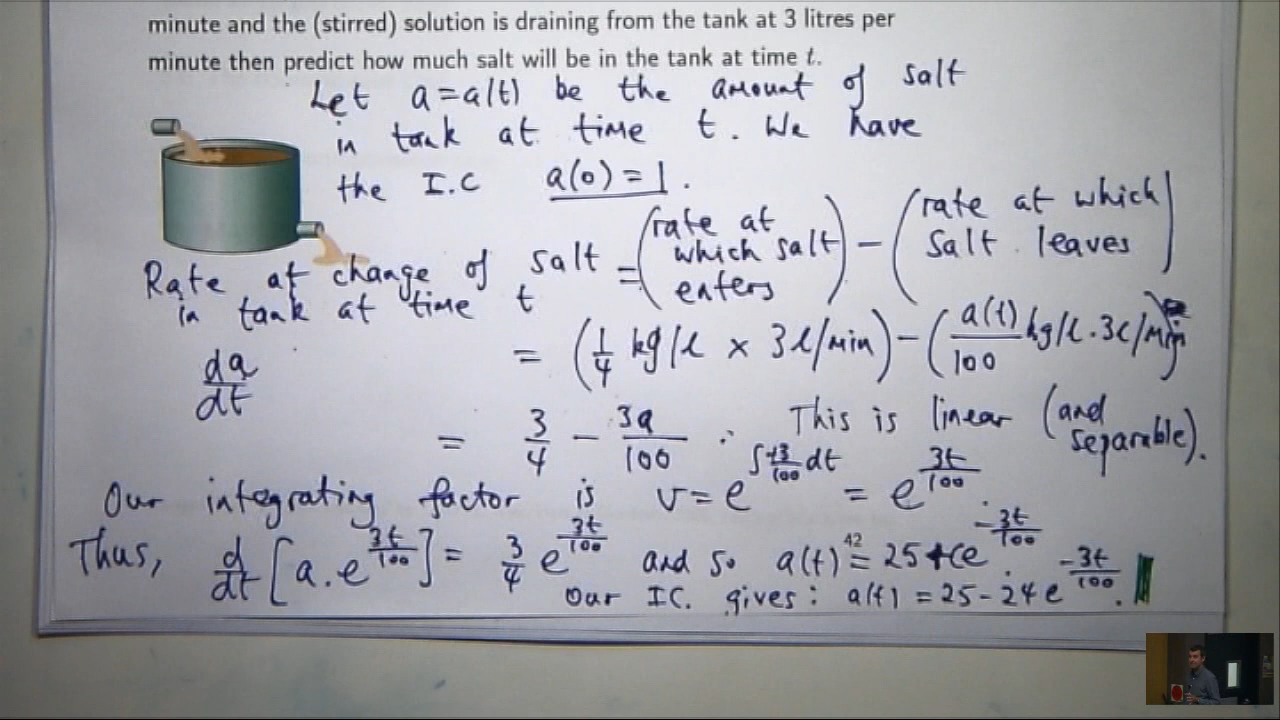 minute and the (stirred) solution is draining from the tank at 3 litres per
minute then predict how much salt will be in the tank at time t.
Let a=a(t) be the amount of salt
in tank at time t. We have
the I.C a(0)=1.
Rate at change of salt = (rate at which salt enters) − (rate at which salt leaves)
in tank at time t
da/dt = (1/4 kg/l × 3l/min) − (a(t)/100 kg/l . 3l/min)
= 3/4 − 3a/100 . This is linear (and separable).
Our integrating factor is v = e^{∫+3/100 dt} = e^{3t/100}.
Thus, d/dt [a.e^{3t/100}] = 3/4 e^{3t/100} and so a(t) = 25+ce^{-3t/100}.
42
Our I.C. gives: a(t) = 25-24e^{-3t/100}.